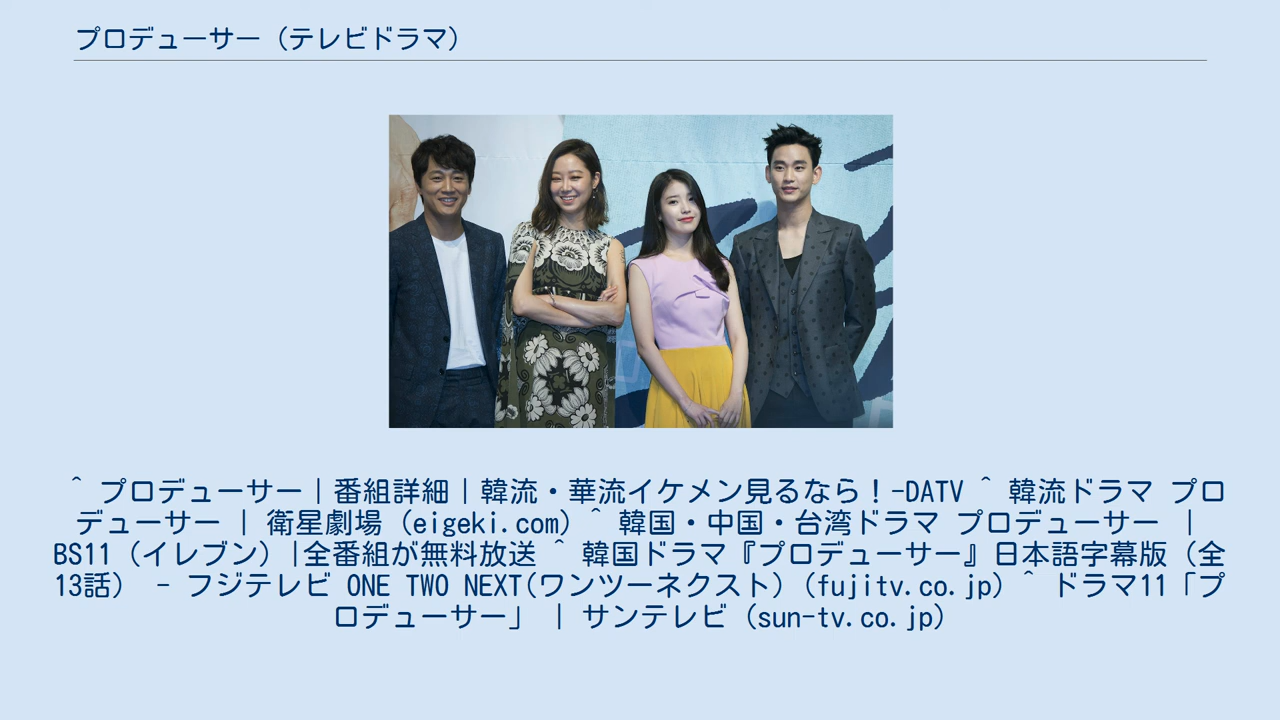 プロデューサー（テレビドラマ）
^ プロデューサー｜番組詳細｜韓流・華流イケメン見るなら！-DATV ^ 韓流ドラマ プロ
デューサー | 衛星劇場（eigeki.com）^ 韓国・中国・台湾ドラマ プロデューサー ｜
BS11（イレブン）|全番組が無料放送 ^ 韓国ドラマ『プロデューサー』日本語字幕版（全
13話） - フジテレビ ONE TWO NEXT(ワンツーネクスト)（fujitv.co.jp）^ ドラマ11「プ
ロデューサー」 | サンテレビ（sun-tv.co.jp）